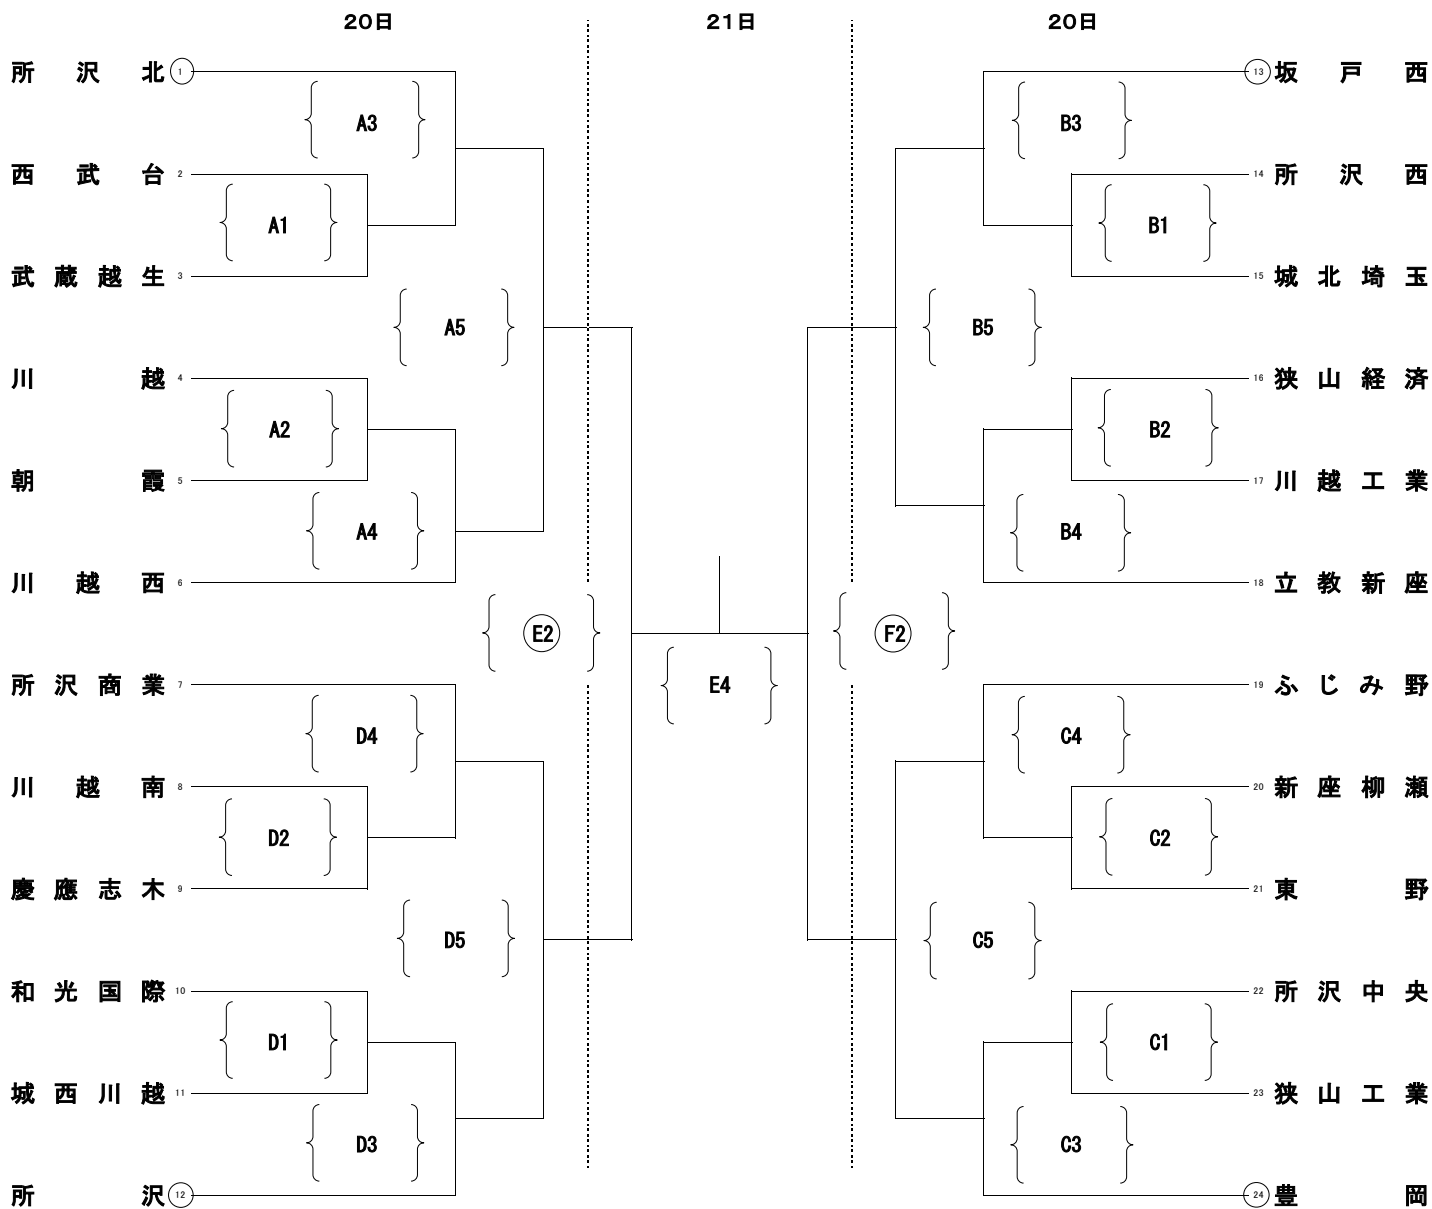 20日 21日 20日
所沢北 1 13 坂戸西
A3 B3
西武台 2 14 所沢西
A1 B1
武蔵越生 3 15 城北埼玉
A5 B5
川越 4 16 狭山経済
A2 B2
朝霞 5 17 川越工業
A4 B4
川越西 6 18 立教新座
E2 F2
所沢商業 7 E4 19 ふじみ野
D4 C4
川越南 8 20 新座柳瀬
D2 C2
慶應志木 9 21 東野
D5 C5
和光国際 10 22 所沢中央
D1 C1
城西川越 11 23 狭山工業
D3 C3
所沢 12 24 豊岡